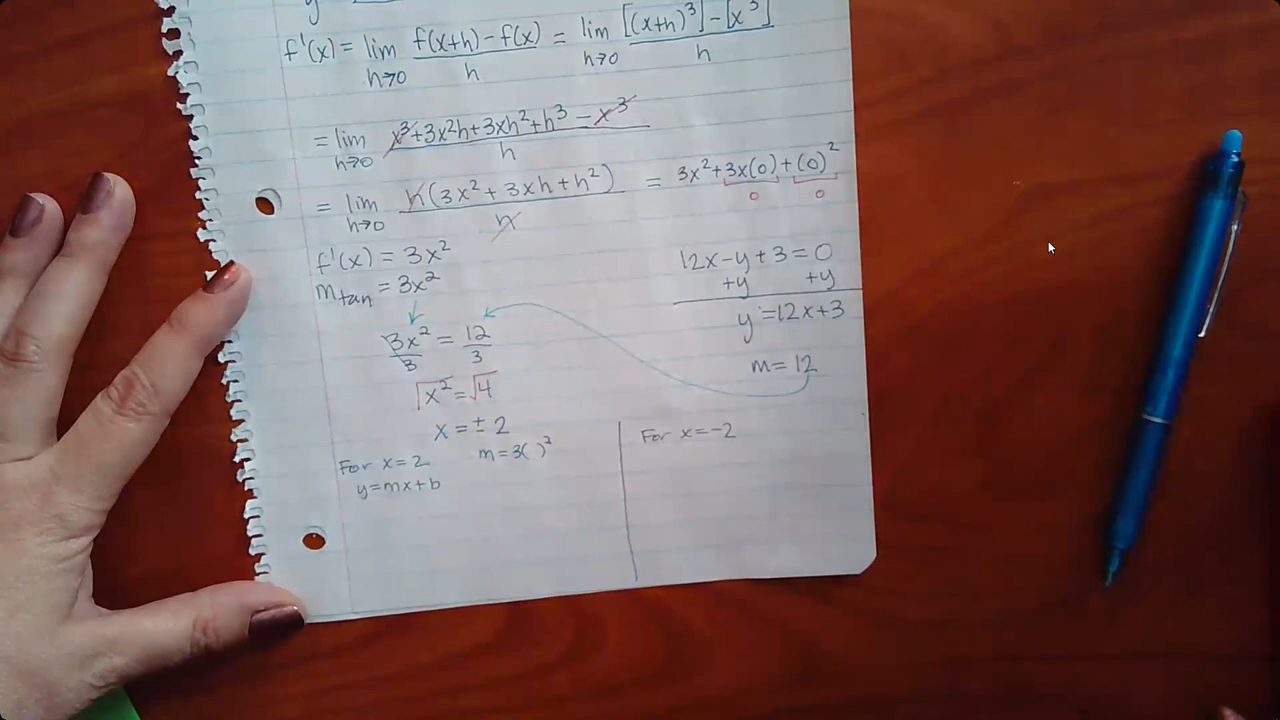 y
f'(x) = lim h→0 f(x+h) - f(x) / h = lim h→0 [(x+h)³] - [x³] / h
= lim h→0 x³+3x²h+3xh²+h³ - x³ / h
= lim h→0 h(3x² + 3xh + h²) / h = 3x²+3x(0)+(0)²
0 0
f'(x) = 3x²
m tan = 3x²
3x² / 3 = 12 / 3
√x² = √4
x = ± 2
12x-y+3=0
+y +y
y=12x+3
m=12
For x=2 m=3( )²
y=mx+b
For x=-2